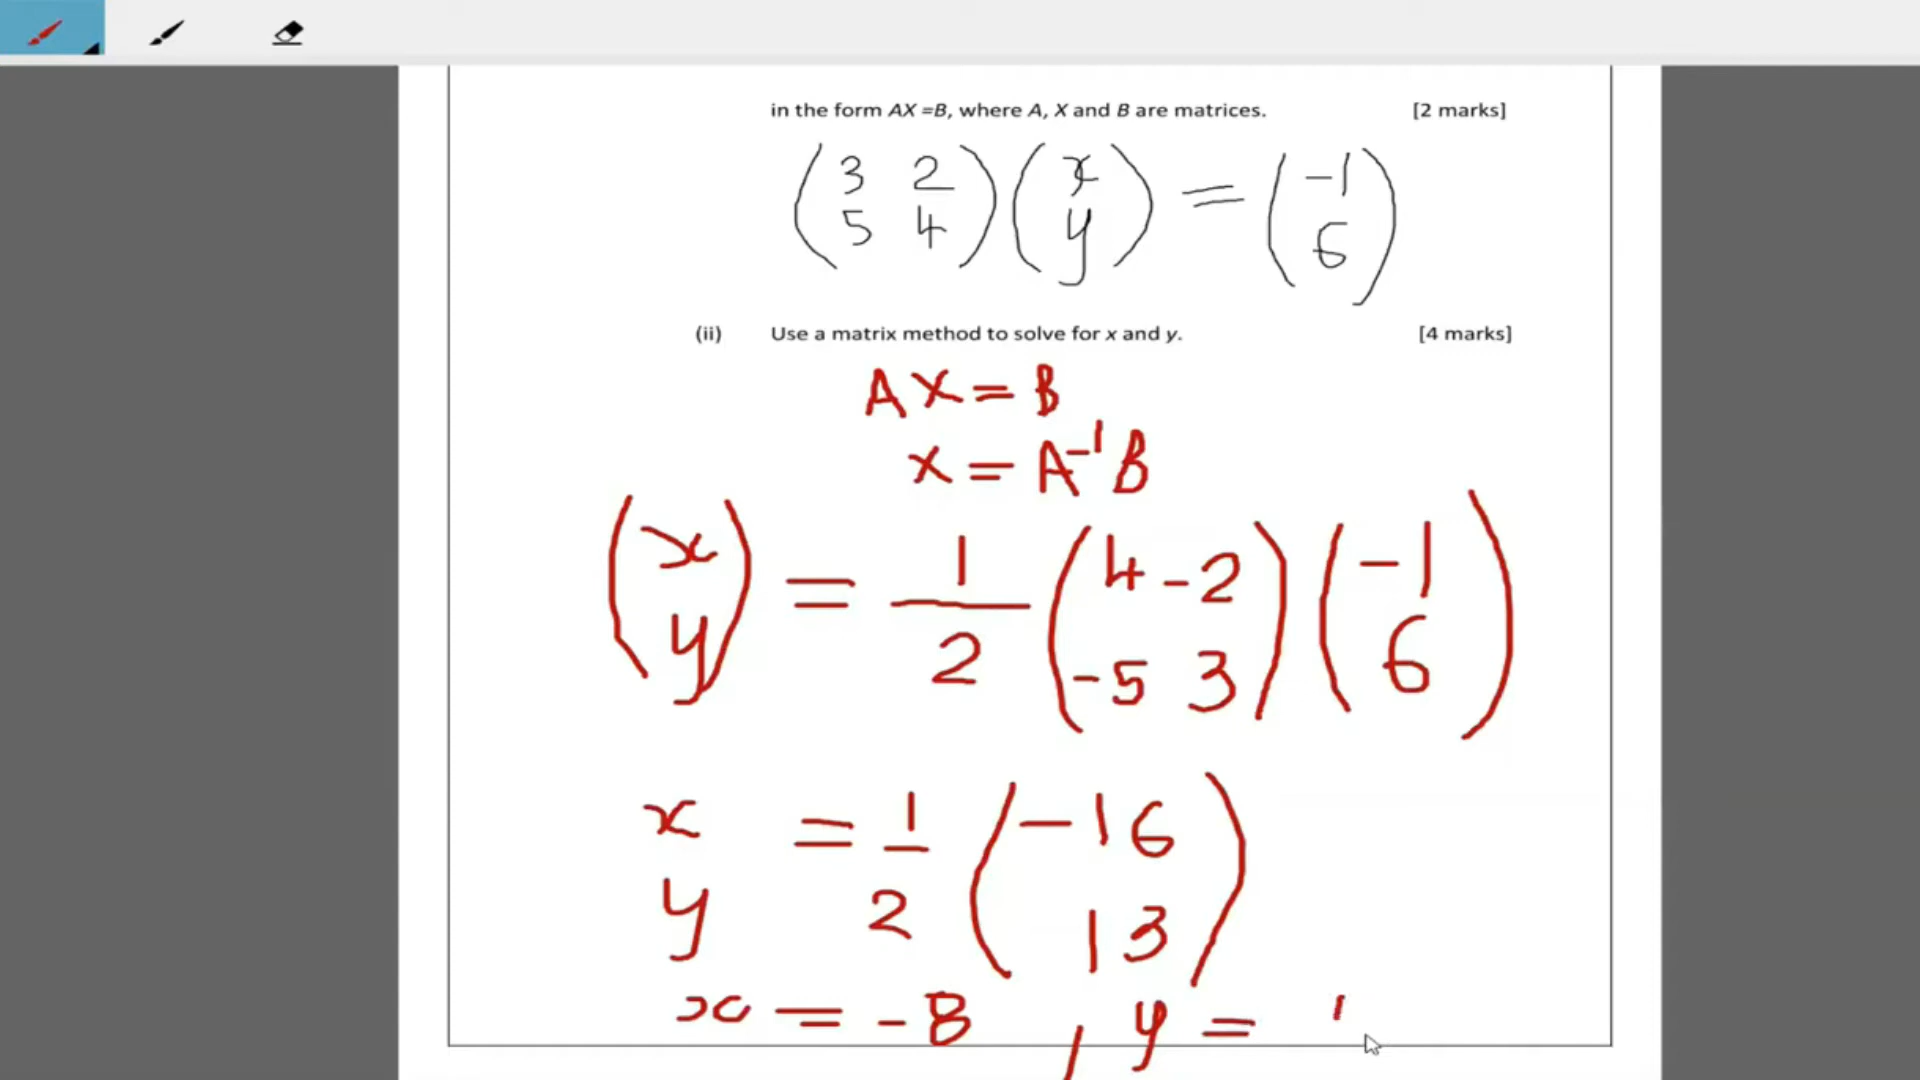 in the form AX =B, where A, X and B are matrices. [2 marks]
( 3 2 ) ( x ) = ( -1 )
( 5 4 ) ( y ) ( 6 )
(ii) Use a matrix method to solve for x and y. [4 marks]
AX = B
X = A⁻¹B
( x ) = 1 ( 4 -2 ) ( -1 )
( y ) 2 ( -5 3 ) ( 6 )
x = 1 ( -16 )
y 2 ( 13 )
x = -8 , y =